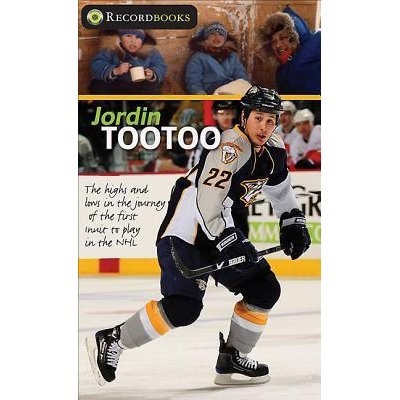 RECORDBOOKS
Jordin
TOOTOO
The highs and
lows in the journey
of the first
Inuit to play
in the NHL
22
BAUER